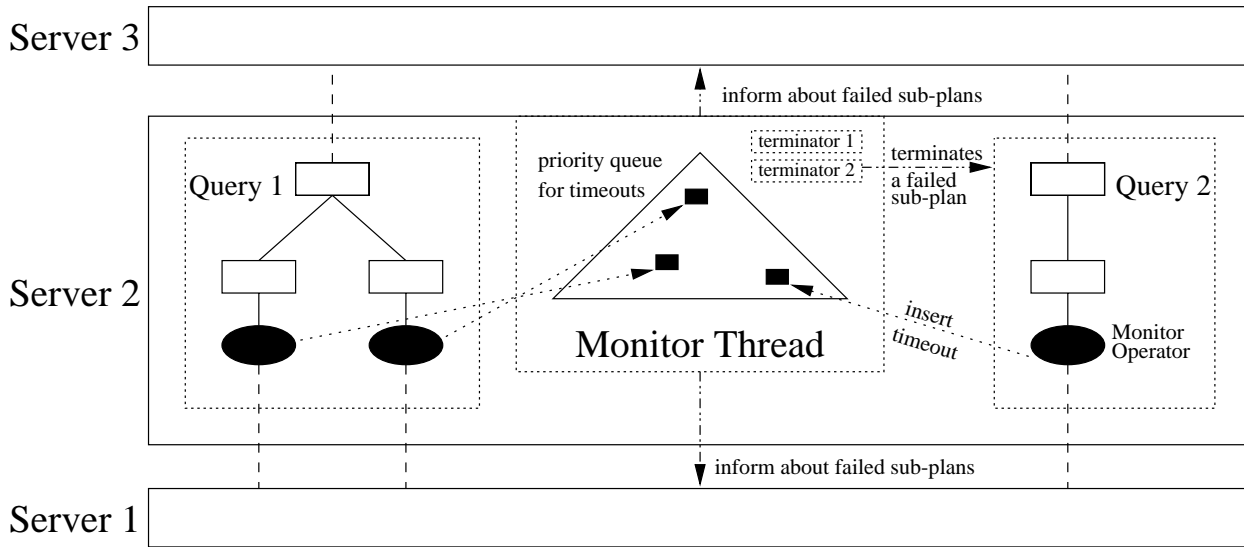 Server 3
inform about failed sub-plans
terminator 1
terminator 2
priority queue
for timeouts
terminates
a failed
sub-plan
Query 1
Query 2
Server 2
insert
timeout
Monitor Thread
Monitor
Operator
inform about failed sub-plans
Server 1